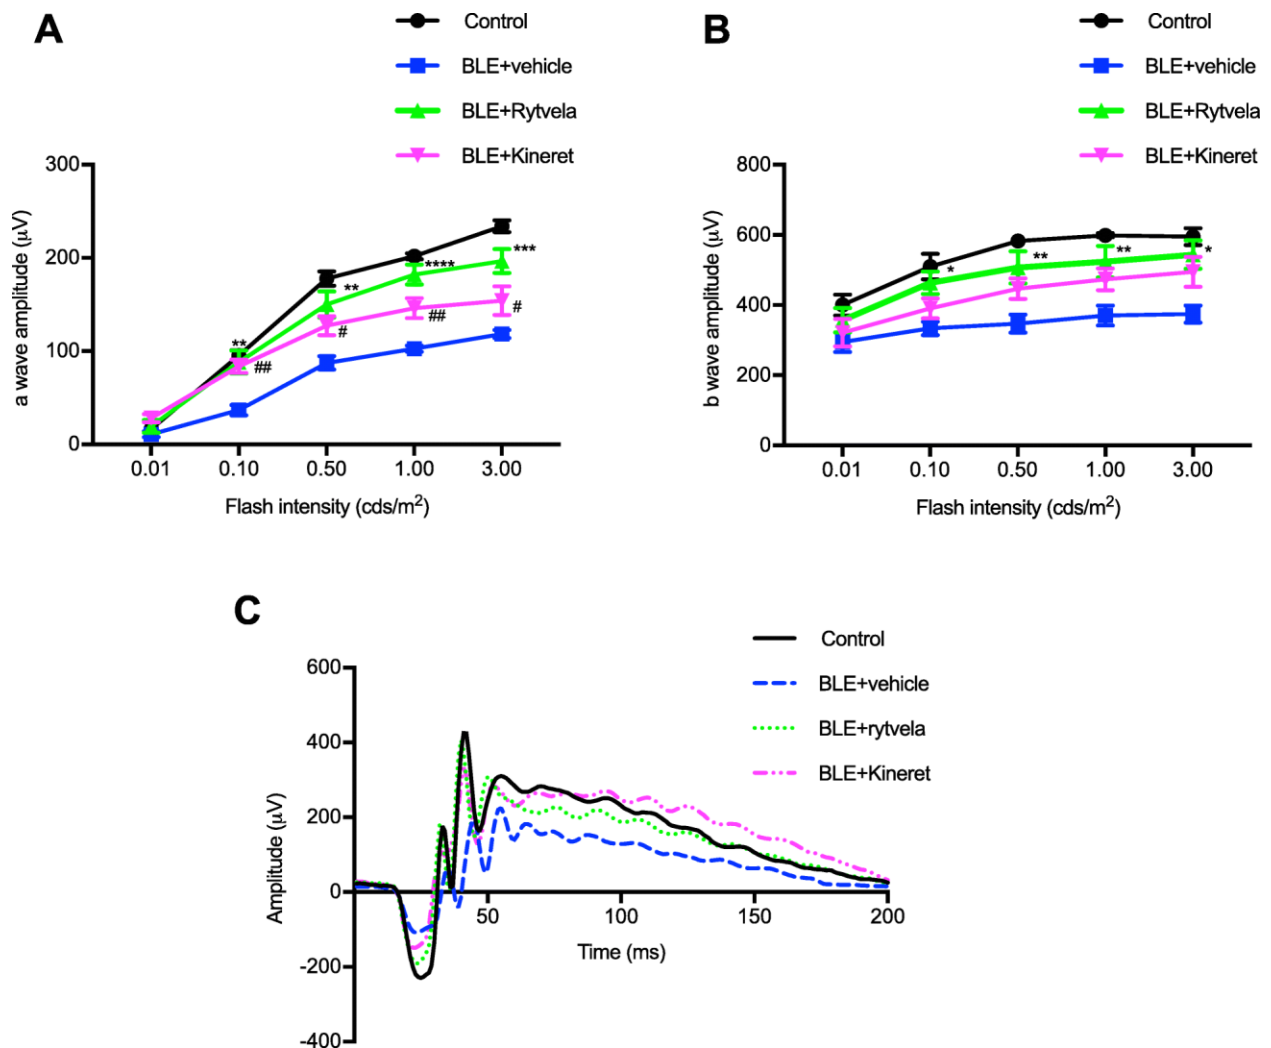 A
Control
BLE+vehicle
BLE+Rytvela
BLE+Kineret
300
200
100
0
a wave amplitude (µV)
**
##
**
#
****
##
***
#
0.01 0.10 0.50 1.00 3.00
Flash intensity (cds/m²)
B
Control
BLE+vehicle
BLE+Rytvela
BLE+Kineret
800
600
400
200
0
b wave amplitude (µV)
*
**
**
*
0.01 0.10 0.50 1.00 3.00
Flash intensity (cds/m²)
C
Control
BLE+vehicle
BLE+rytvela
BLE+Kineret
600
400
200
0
-200
-400
Amplitude (µV)
50 100 150 200
Time (ms)